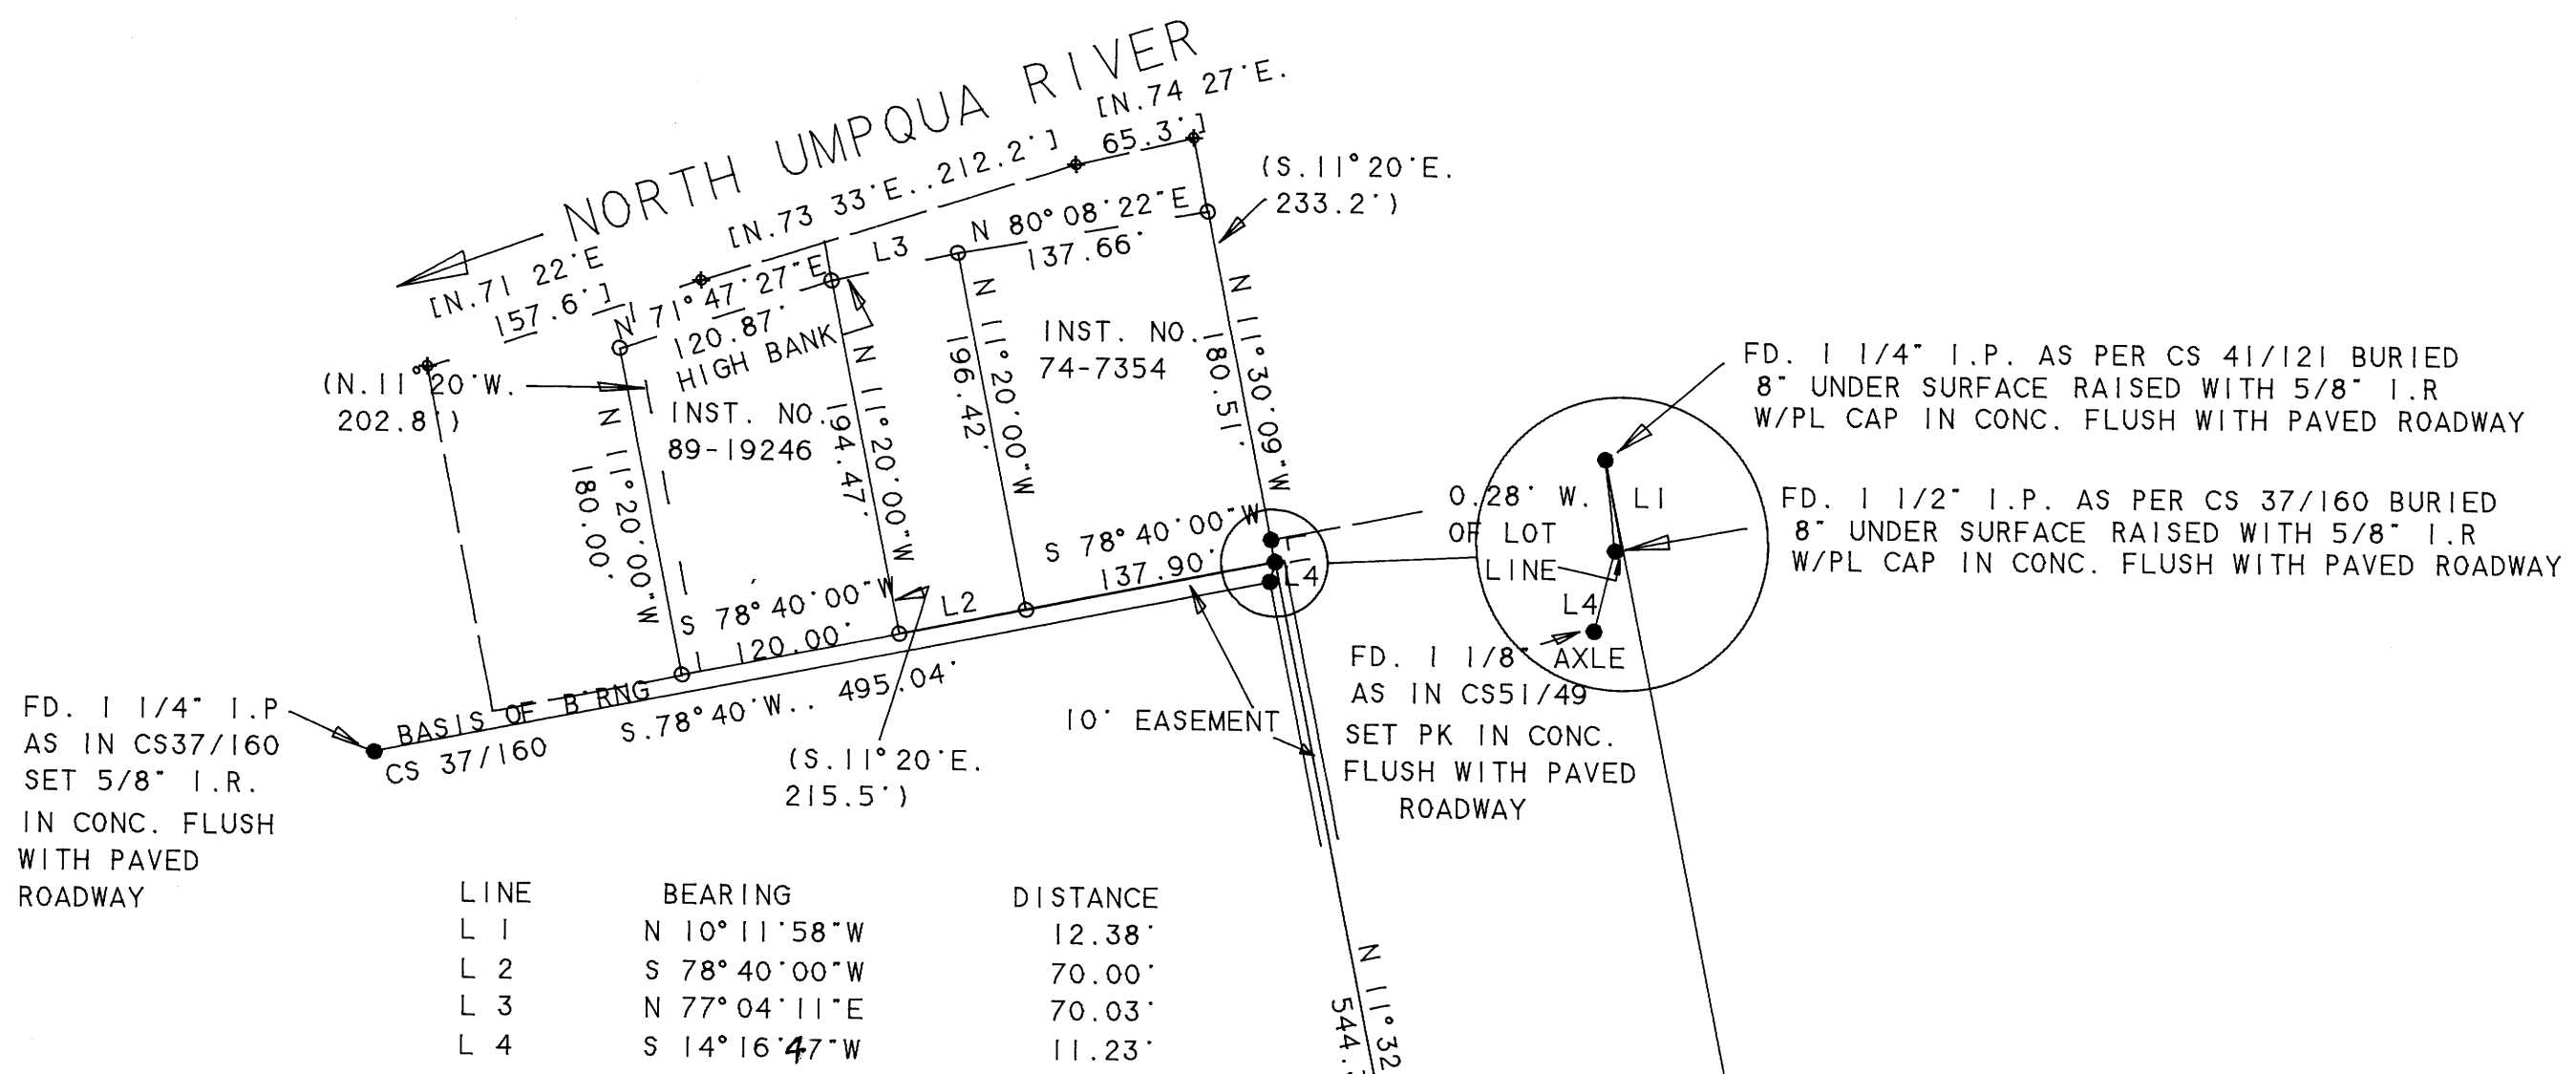 NORTH UMPQUA RIVER
[N.74 27'E.
65.3']
[N.73 33'E..212.2']
[N.71 22'E
157.6']
(S.11°20'E.
233.2')
N 80°08'22"E
137.66'
L3
N 71°47'27"E
120.87'
HIGH BANK
(N.11°20'W.
202.8')
INST. NO.
89-19246
INST. NO.
74-7354
N 11°20'00"W
180.00'
N 11°20'00"W
194.47'
N 11°20'00"W
196.42'
N 11°30'09"W
180.51'
S 78°40'00"W
137.90'
S 78°40'00"W
120.00'
L2
L4
0.28' W.
OF LOT
LINE
L1
L4
FD. 1 1/4" I.P. AS PER CS 41/121 BURIED
8" UNDER SURFACE RAISED WITH 5/8" I.R
W/PL CAP IN CONC. FLUSH WITH PAVED ROADWAY
FD. 1 1/2" I.P. AS PER CS 37/160 BURIED
8" UNDER SURFACE RAISED WITH 5/8" I.R
W/PL CAP IN CONC. FLUSH WITH PAVED ROADWAY
FD. 1 1/8" AXLE
AS IN CS51/49
SET PK IN CONC.
FLUSH WITH PAVED
ROADWAY
10' EASEMENT
BASIS OF B'RNG
CS 37/160
S.78°40'W.. 495.04'
(S.11°20'E.
215.5')
FD. 1 1/4" I.P
AS IN CS37/160
SET 5/8" I.R.
IN CONC. FLUSH
WITH PAVED
ROADWAY
LINE BEARING DISTANCE
L 1 N 10°11'58"W 12.38'
L 2 S 78°40'00"W 70.00'
L 3 N 77°04'11"E 70.03'
L 4 S 14°16'47"W 11.23'
N 11°32
544.